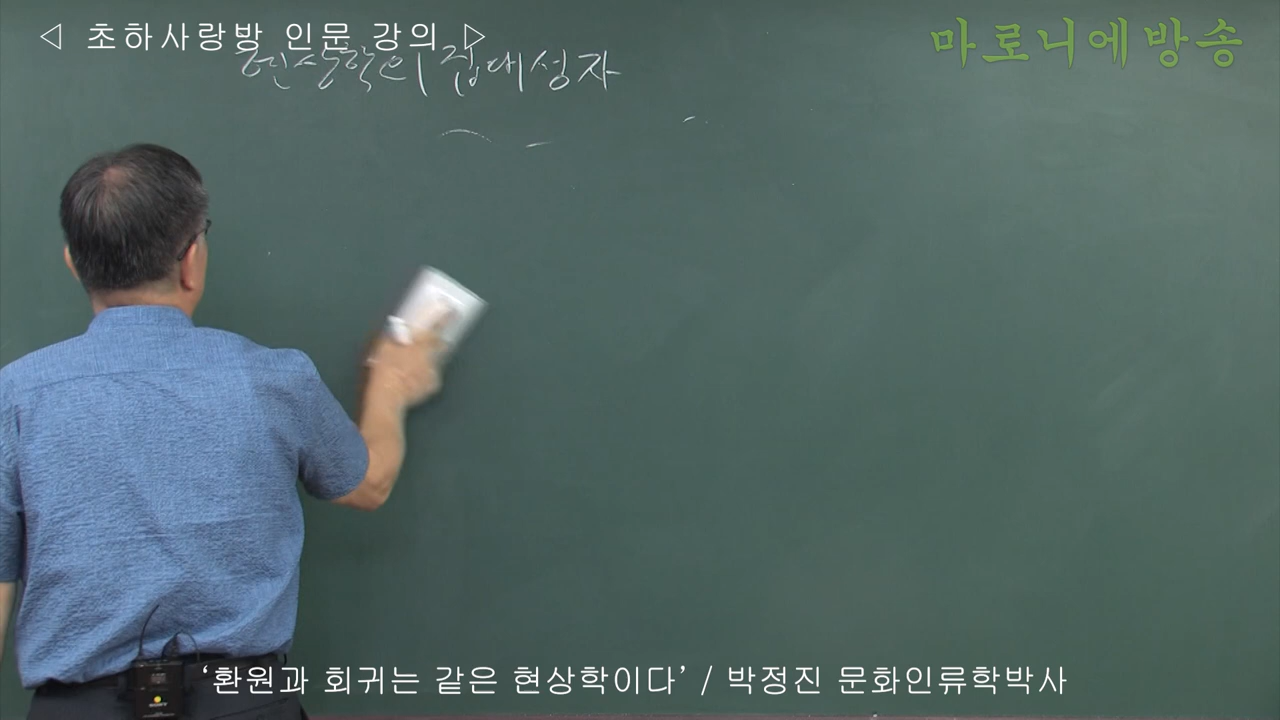 ◁ 초하사랑방 인문 강의 ▷
마로니에방송
현상학의 집대성자
‘환원과 회귀는 같은 현상학이다’ / 박정진 문화인류학박사
SONY